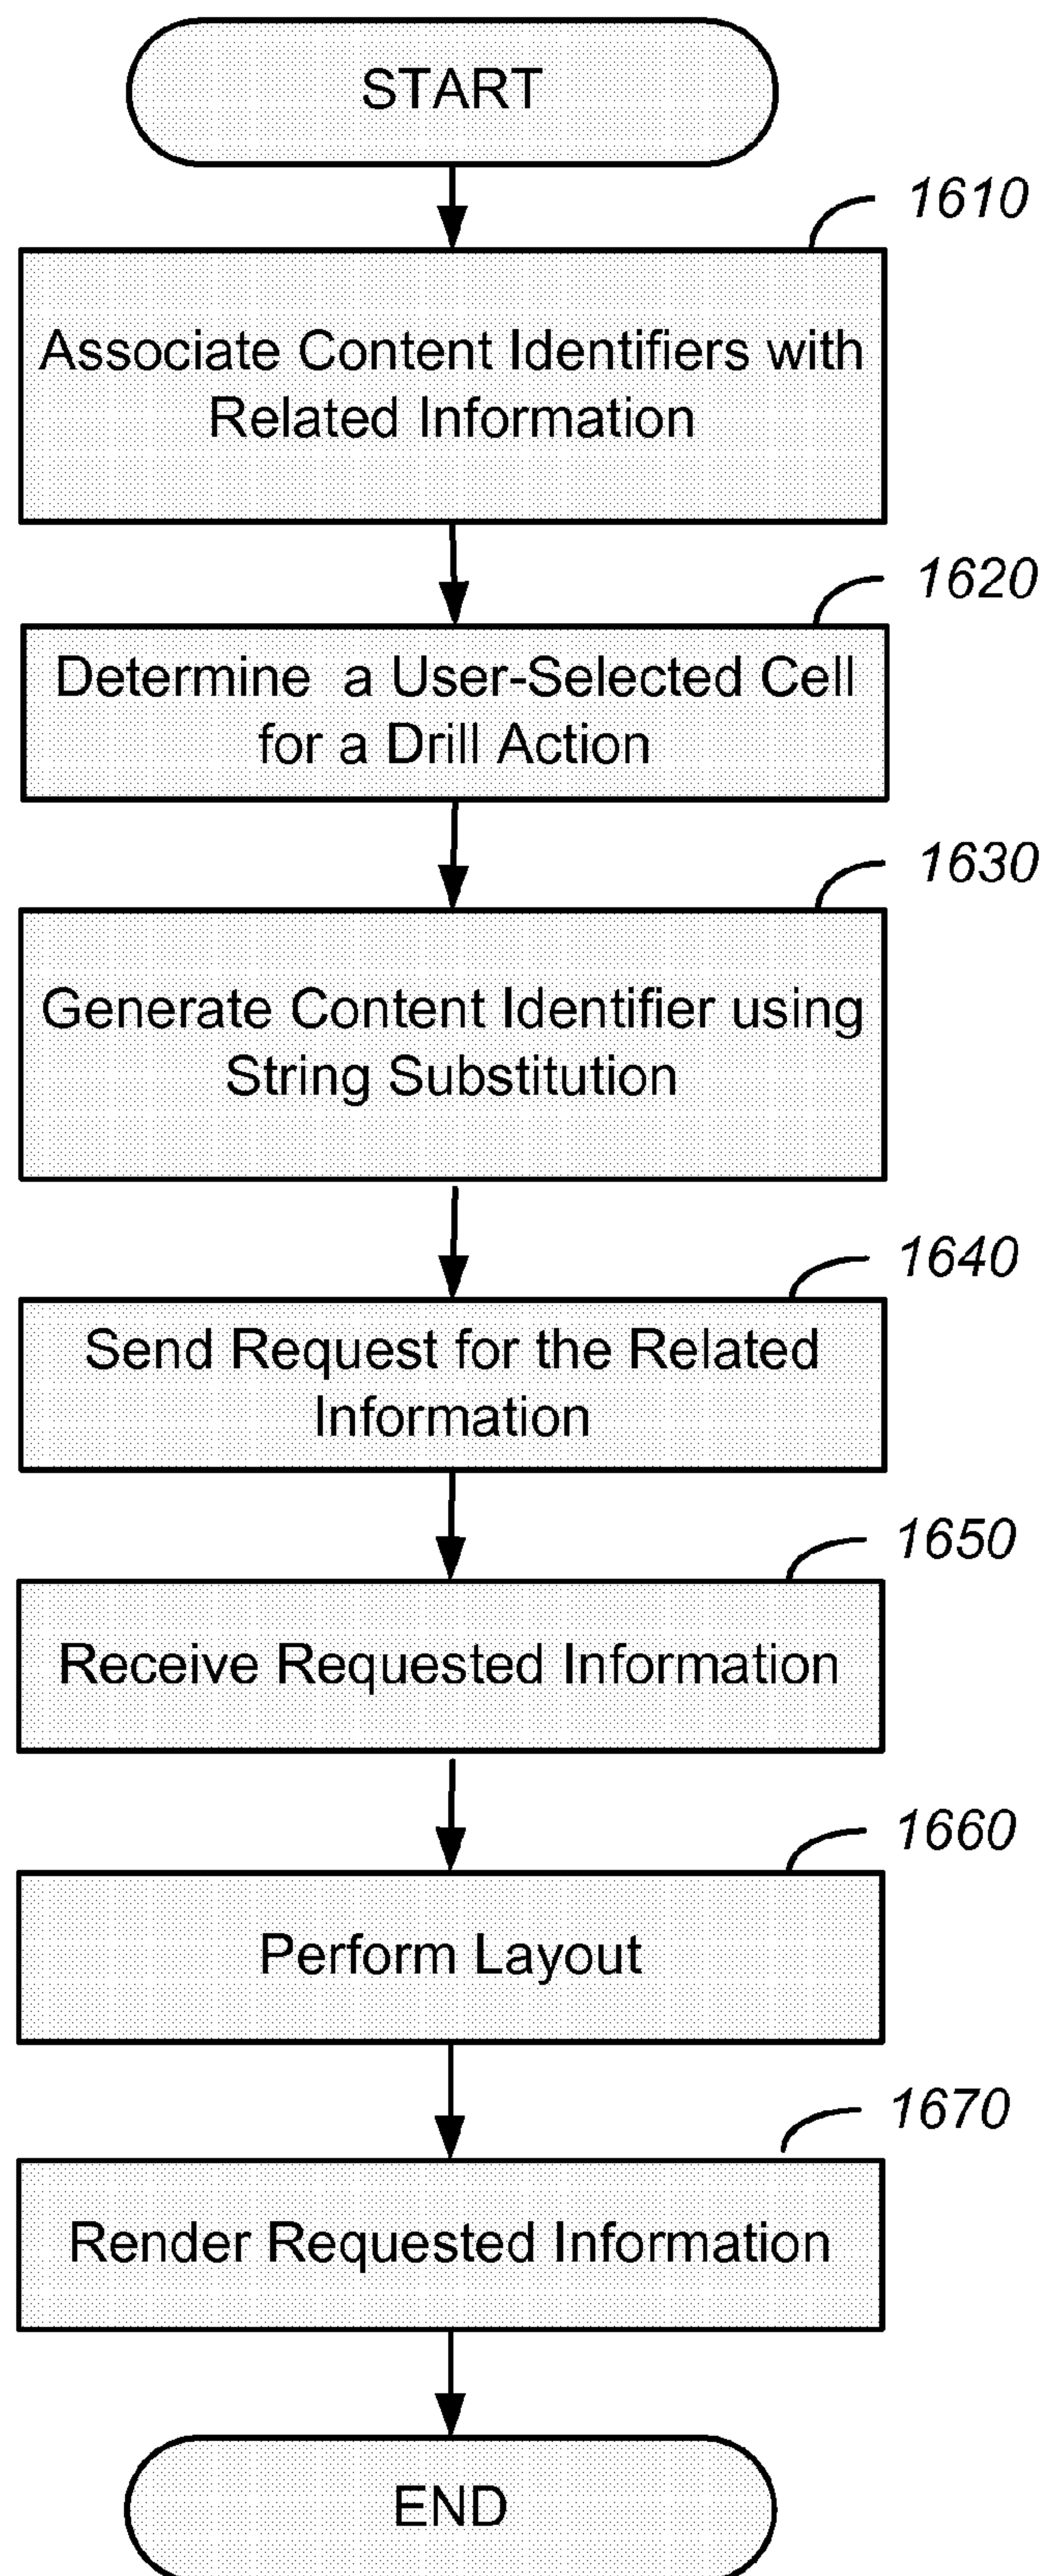 START
1610
Associate Content Identifiers with
Related Information
1620
Determine a User-Selected Cell
for a Drill Action
1630
Generate Content Identifier using
String Substitution
1640
Send Request for the Related
Information
1650
Receive Requested Information
1660
Perform Layout
1670
Render Requested Information
END